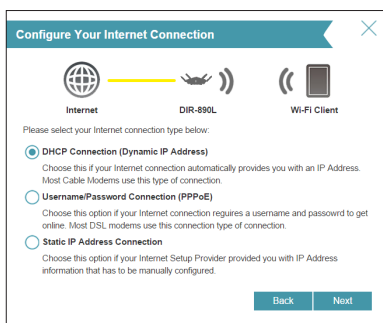 Configure Your Internet Connection
Internet DIR-890L Wi-Fi Client
Please select your Internet connection type below:
DHCP Connection (Dynamic IP Address)
Choose this if your Internet connection automatically provides you with an IP Address.
Most Cable Modems use this type of connection.
Username/Password Connection (PPPoE)
Choose this option if your Internet connection requires a username and passowrd to get
online. Most DSL modems use this connection type of connection.
Static IP Address Connection
Choose this option if your Internet Setup Provider provided you with IP Address
information that has to be manually configured.
Back Next